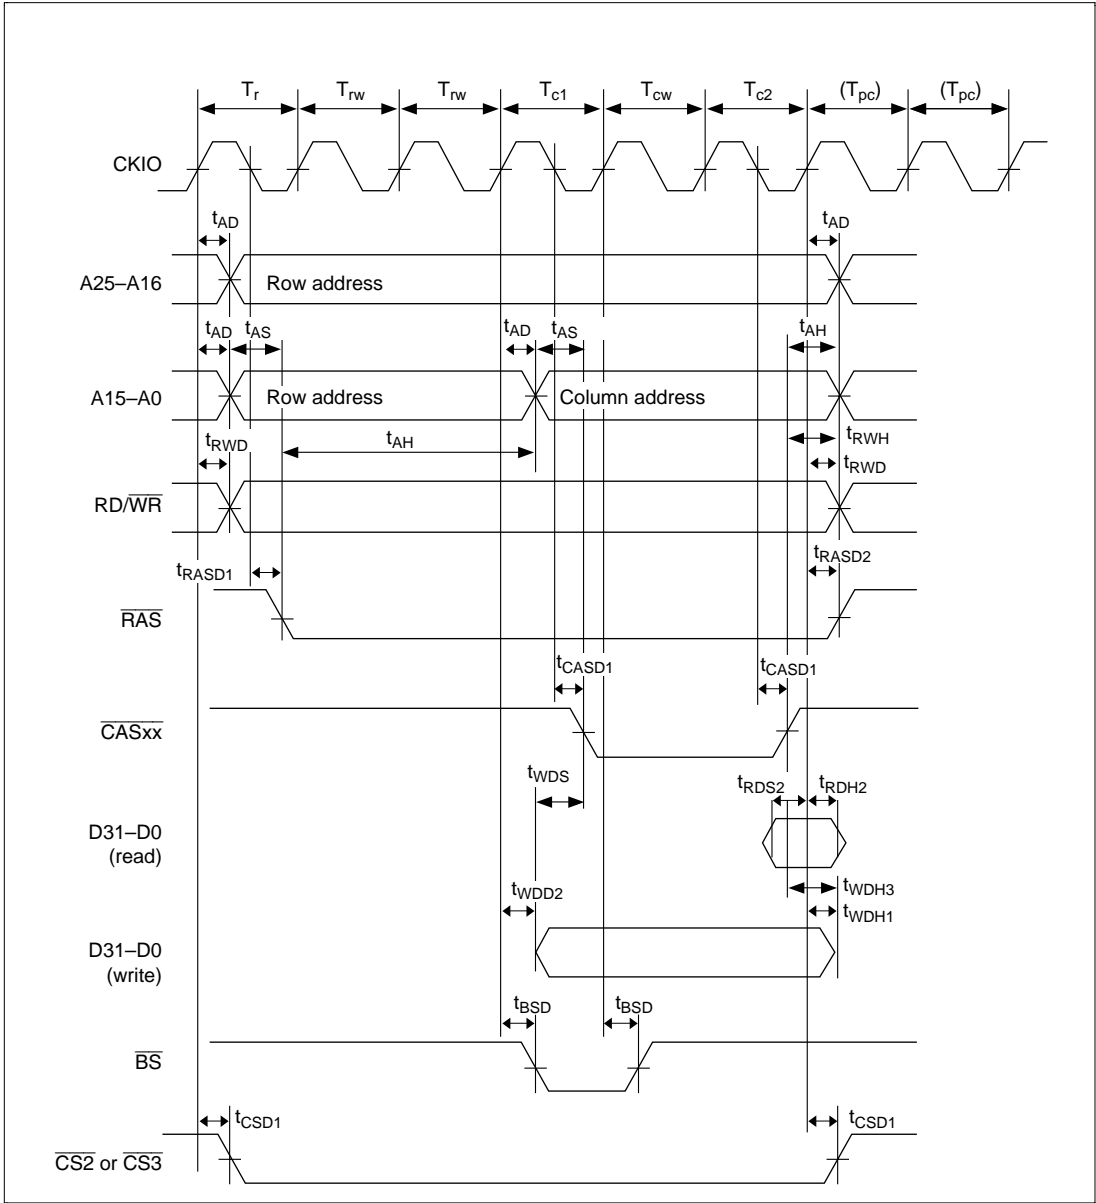 Tr Trw Trw Tc1 Tcw Tc2 (Tpc) (Tpc)
CKIO
tAD tAD
A25–A16 Row address
tAD tAS tAD tAS tAH
A15–A0 Row address Column address
tAH tRWH
tRWD tRWD
RD/WR
tRASD1 tRASD2
RAS
tCASD1 tCASD1
CASxx
tWDS tRDS2 tRDH2
D31–D0
(read)
tWDH3
tWDD2 tWDH1
D31–D0
(write)
tBSD tBSD
BS
tCSD1 tCSD1
CS2 or CS3